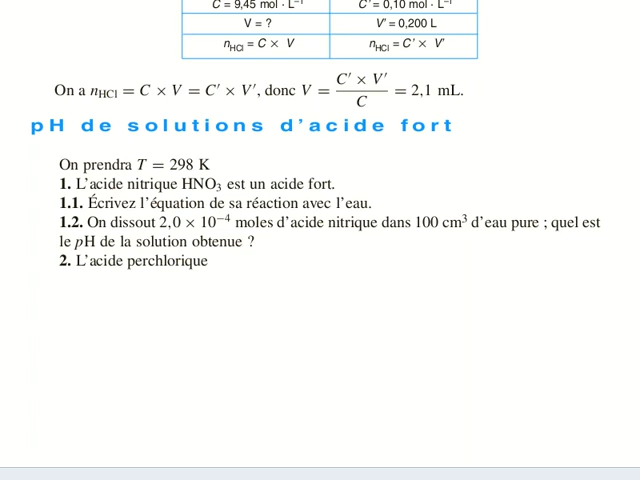 C = 9,45 mol · L⁻¹ C′ = 0,10 mol · L⁻¹
V = ? V′ = 0,200 L
n_HCl = C × V n_HCl = C′ × V′
On a n_HCl = C × V = C′ × V′, donc V = (C′ × V′)/C = 2,1 mL.
pH de solutions d'acide fort
On prendra T = 298 K
1. L'acide nitrique HNO₃ est un acide fort.
1.1. Écrivez l'équation de sa réaction avec l'eau.
1.2. On dissout 2,0 × 10⁻⁴ moles d'acide nitrique dans 100 cm³ d'eau pure ; quel est
le pH de la solution obtenue ?
2. L'acide perchlorique